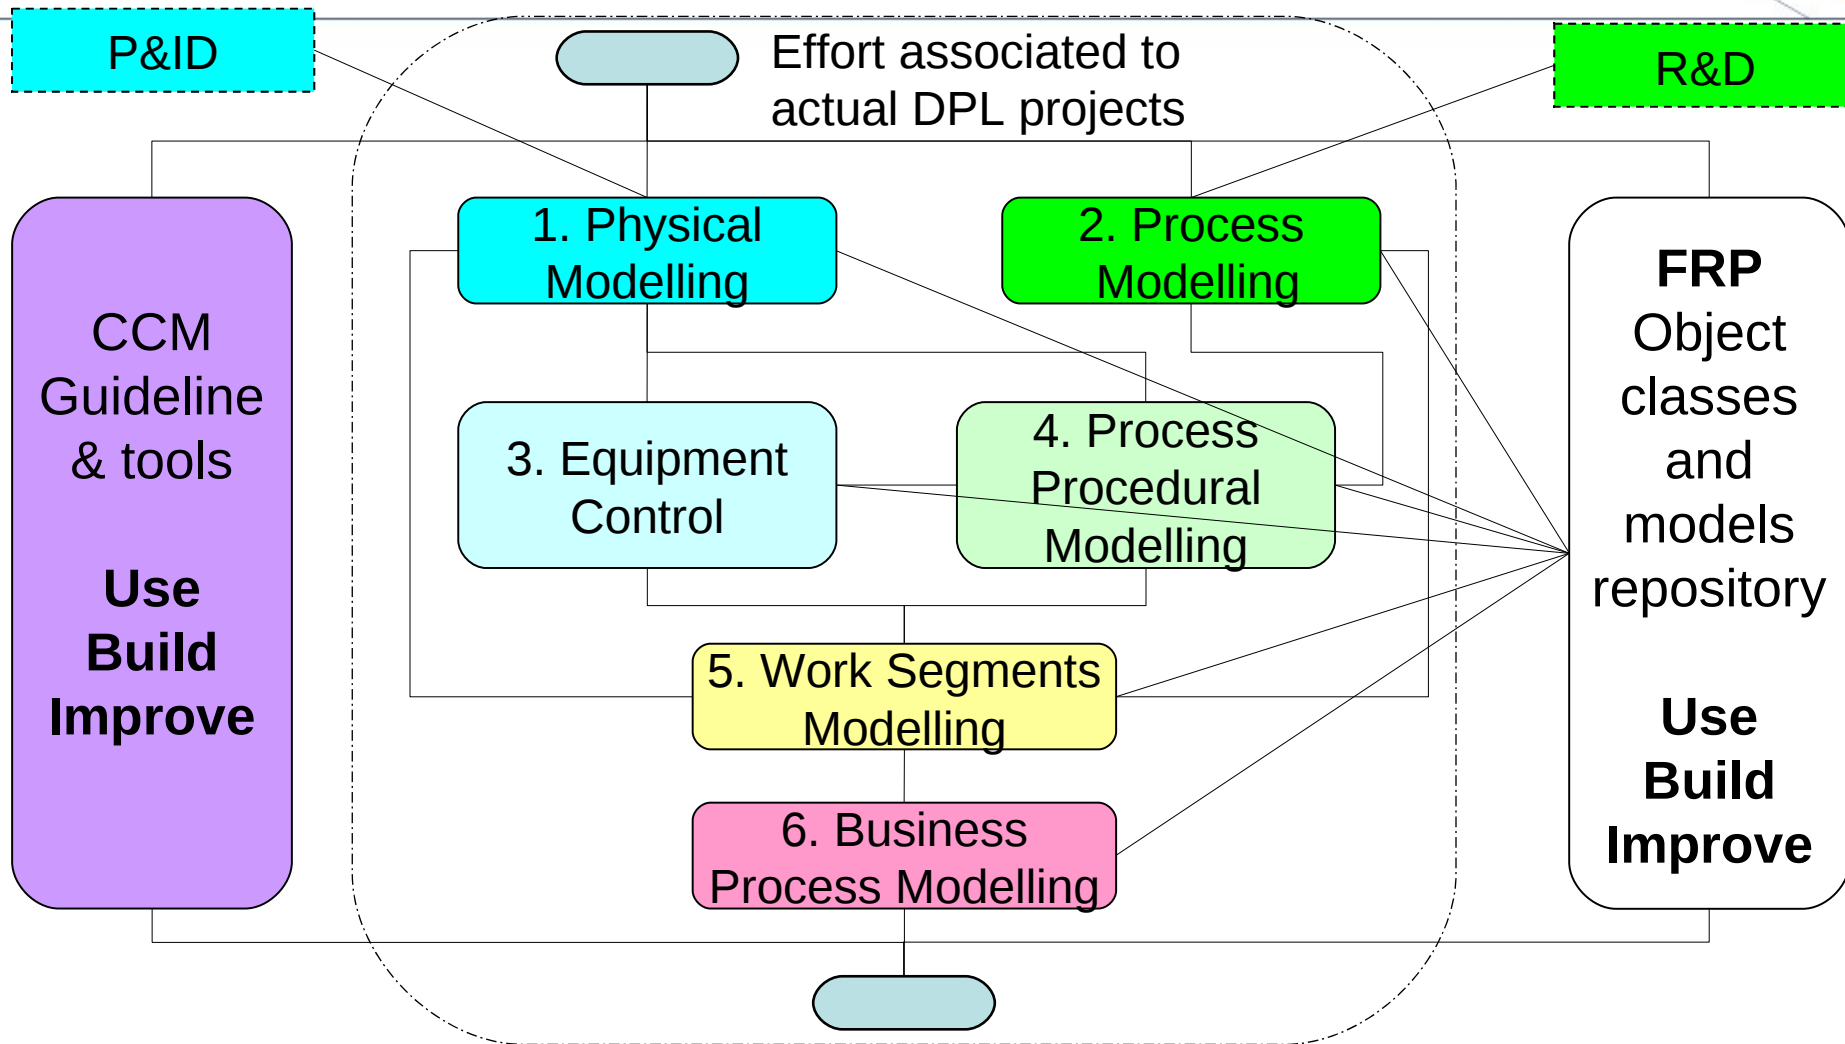 P&ID
Effort associated to
actual DPL projects
R&D
1. Physical
Modelling
2. Process
Modelling
CCM
Guideline
& tools
Use
Build
Improve
3. Equipment
Control
4. Process
Procedural
Modelling
5. Work Segments
Modelling
6. Business
Process Modelling
FRP
Object
classes
and
models
repository
Use
Build
Improve